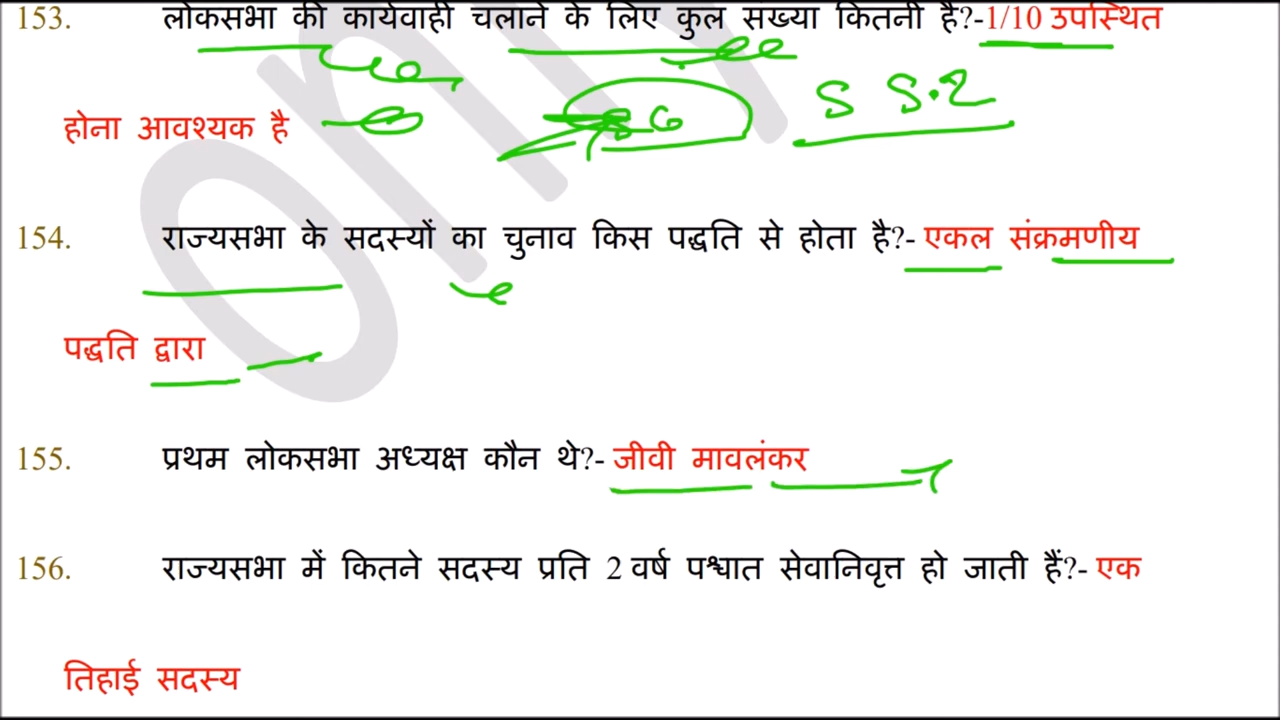 153. लोकसभा की कार्यवाही चलाने के लिए कुल संख्या कितनी है?-1/10 उपस्थित
S S.2
होना आवश्यक है
154. राज्यसभा के सदस्यों का चुनाव किस पद्धति से होता है?- एकल संक्रमणीय
पद्धति द्वारा
155. प्रथम लोकसभा अध्यक्ष कौन थे?- जीवी मावलंकर
156. राज्यसभा में कितने सदस्य प्रति 2 वर्ष पश्चात सेवानिवृत्त हो जाती हैं?- एक
तिहाई सदस्य